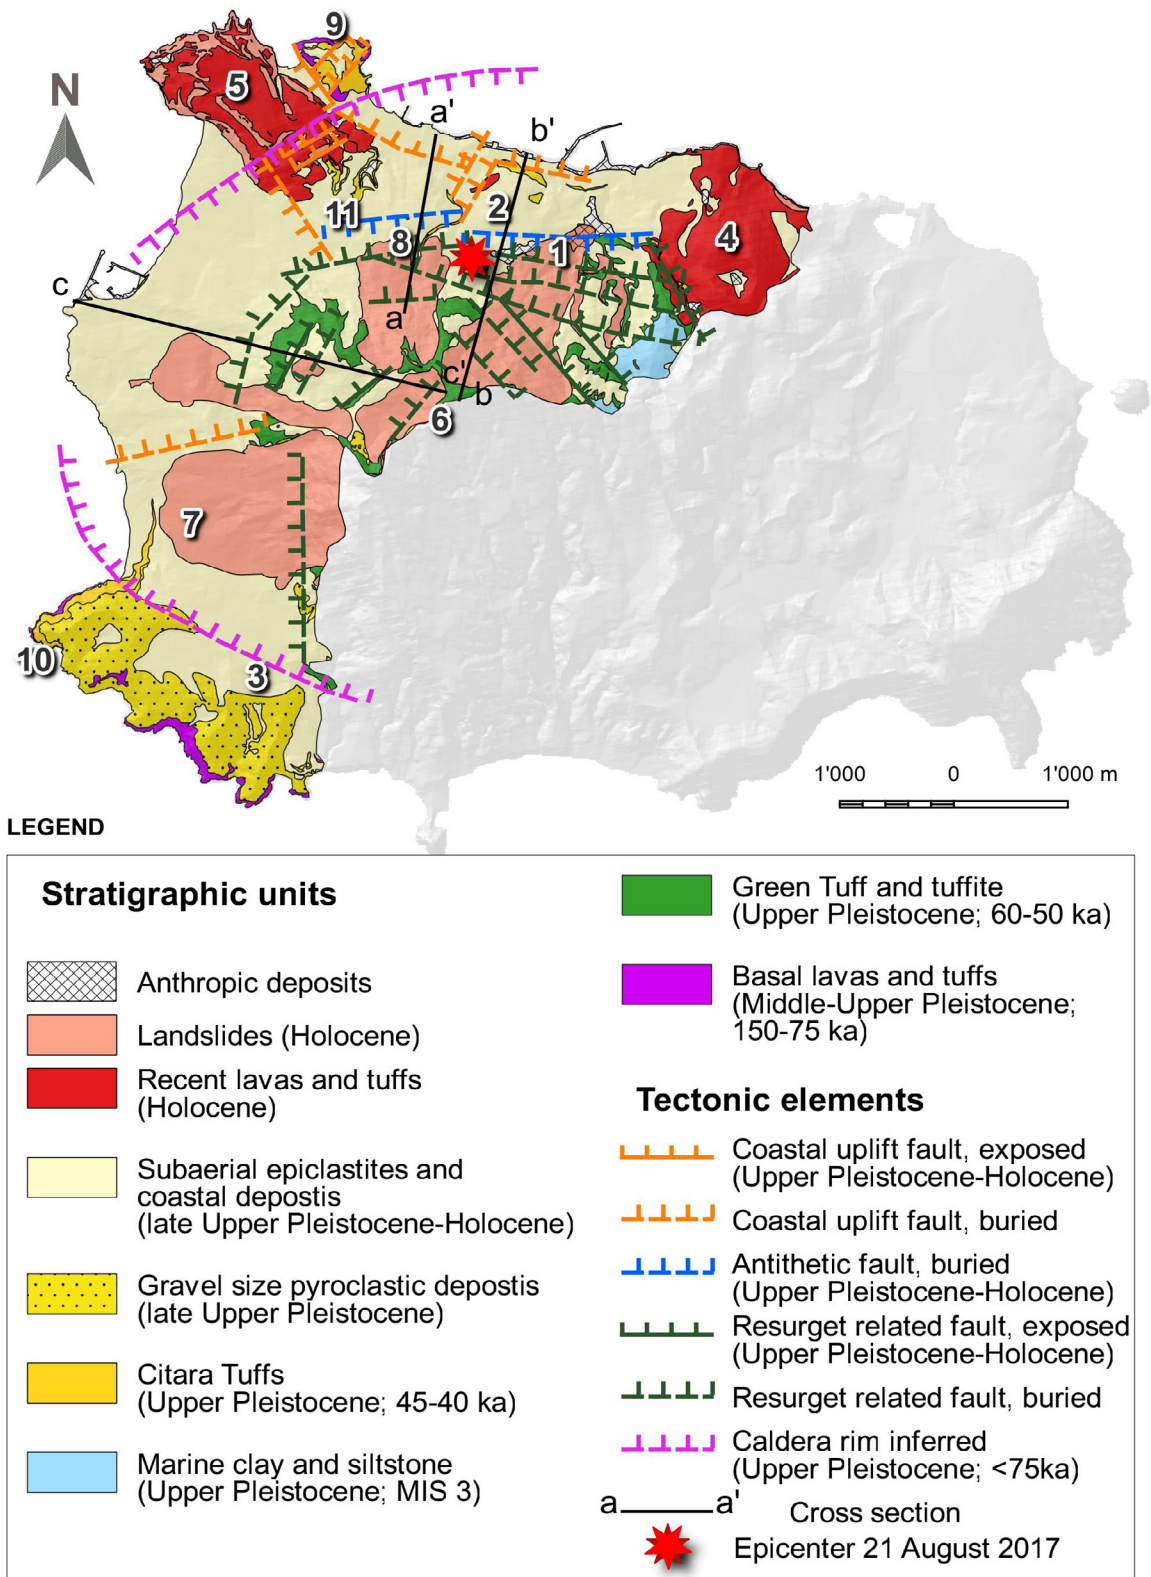 9
5
N
a'
b'
11
2
8
1
4
c
a
c'
b
6
7
10
3
1'000 0 1'000 m
LEGEND
Stratigraphic units
Anthropic deposits
Landslides (Holocene)
Recent lavas and tuffs
(Holocene)
Subaerial epiclastites and
coastal depostis
(late Upper Pleistocene-Holocene)
Gravel size pyroclastic depostis
(late Upper Pleistocene)
Citara Tuffs
(Upper Pleistocene; 45-40 ka)
Marine clay and siltstone
(Upper Pleistocene; MIS 3)
Green Tuff and tuffite
(Upper Pleistocene; 60-50 ka)
Basal lavas and tuffs
(Middle-Upper Pleistocene;
150-75 ka)
Tectonic elements
Coastal uplift fault, exposed
(Upper Pleistocene-Holocene)
Coastal uplift fault, buried
Antithetic fault, buried
(Upper Pleistocene-Holocene)
Resurget related fault, exposed
(Upper Pleistocene-Holocene)
Resurget related fault, buried
Caldera rim inferred
(Upper Pleistocene; <75ka)
a a'
Cross section
Epicenter 21 August 2017